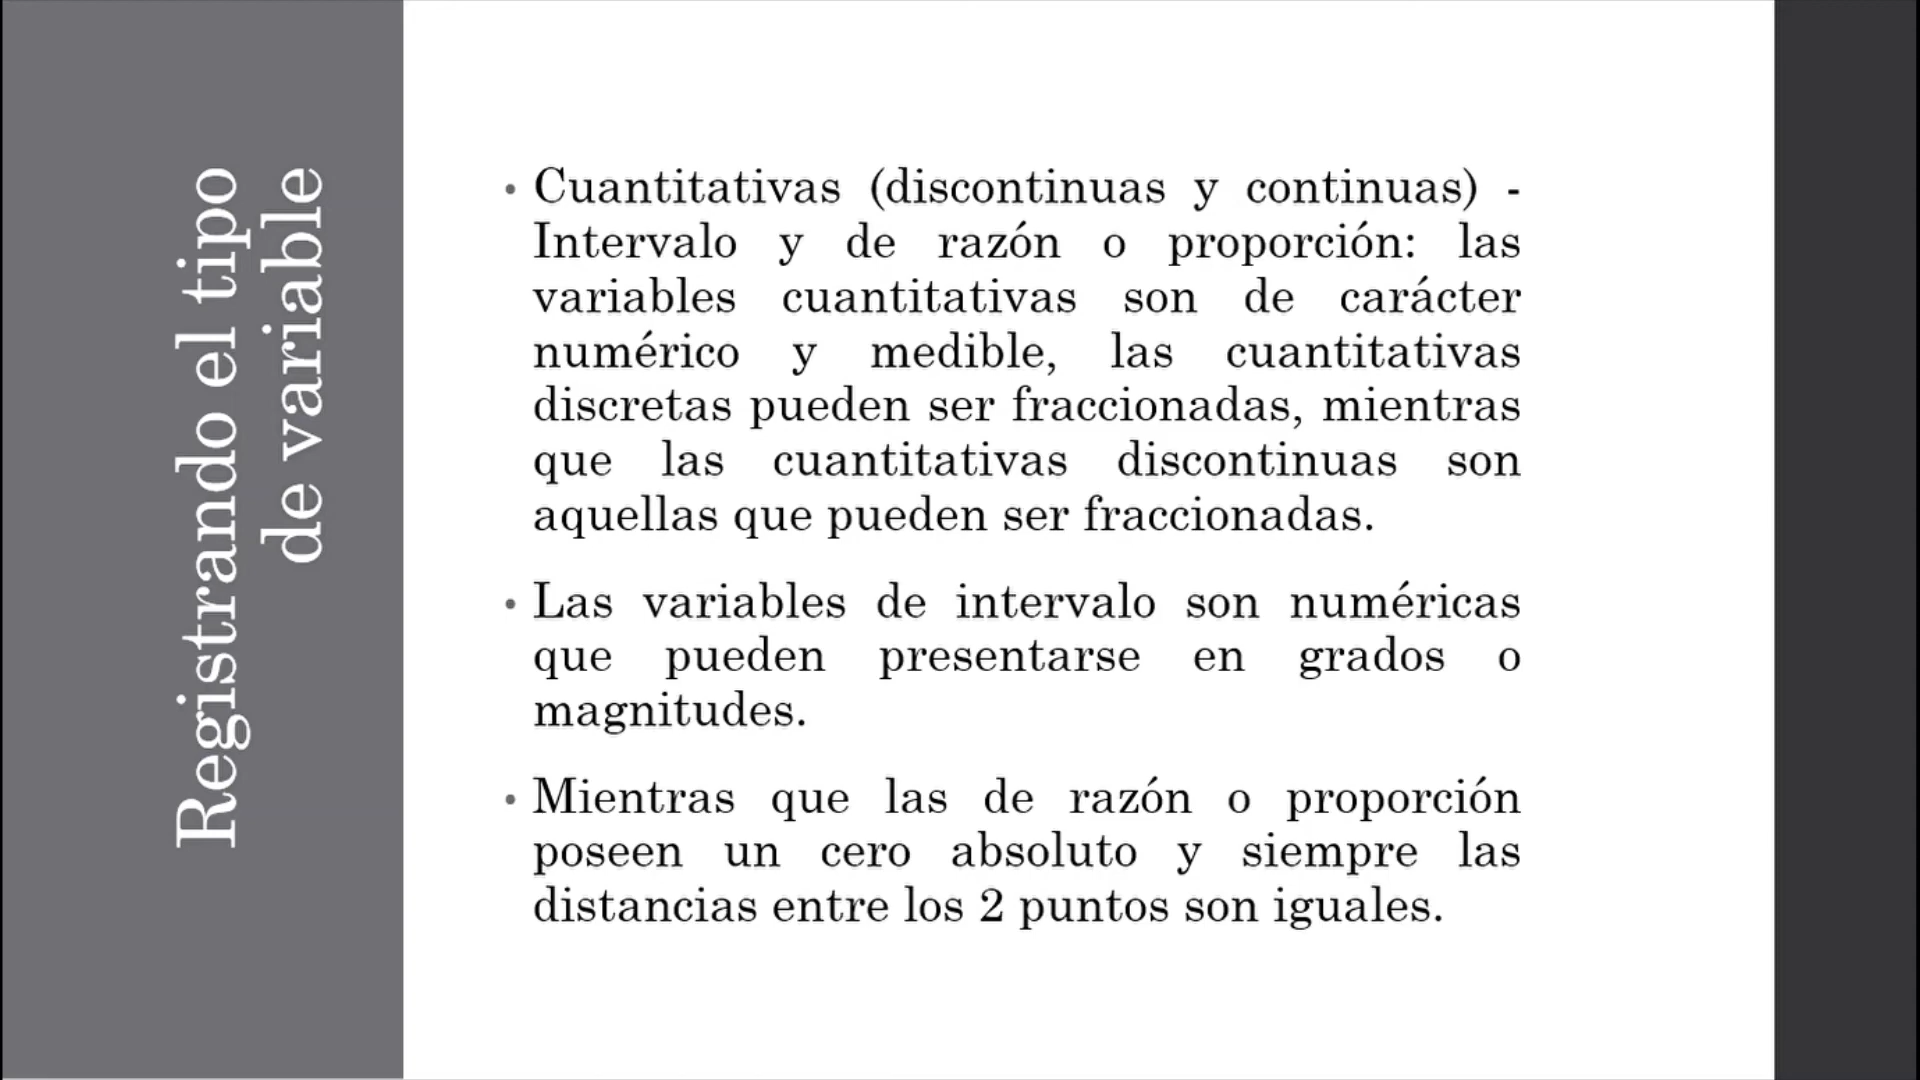 Registrando el tipo
de variable
• Cuantitativas (discontinuas y continuas) -
Intervalo y de razón o proporción: las
variables cuantitativas son de carácter
numérico y medible, las cuantitativas
discretas pueden ser fraccionadas, mientras
que las cuantitativas discontinuas son
aquellas que pueden ser fraccionadas.
• Las variables de intervalo son numéricas
que pueden presentarse en grados o
magnitudes.
• Mientras que las de razón o proporción
poseen un cero absoluto y siempre las
distancias entre los 2 puntos son iguales.